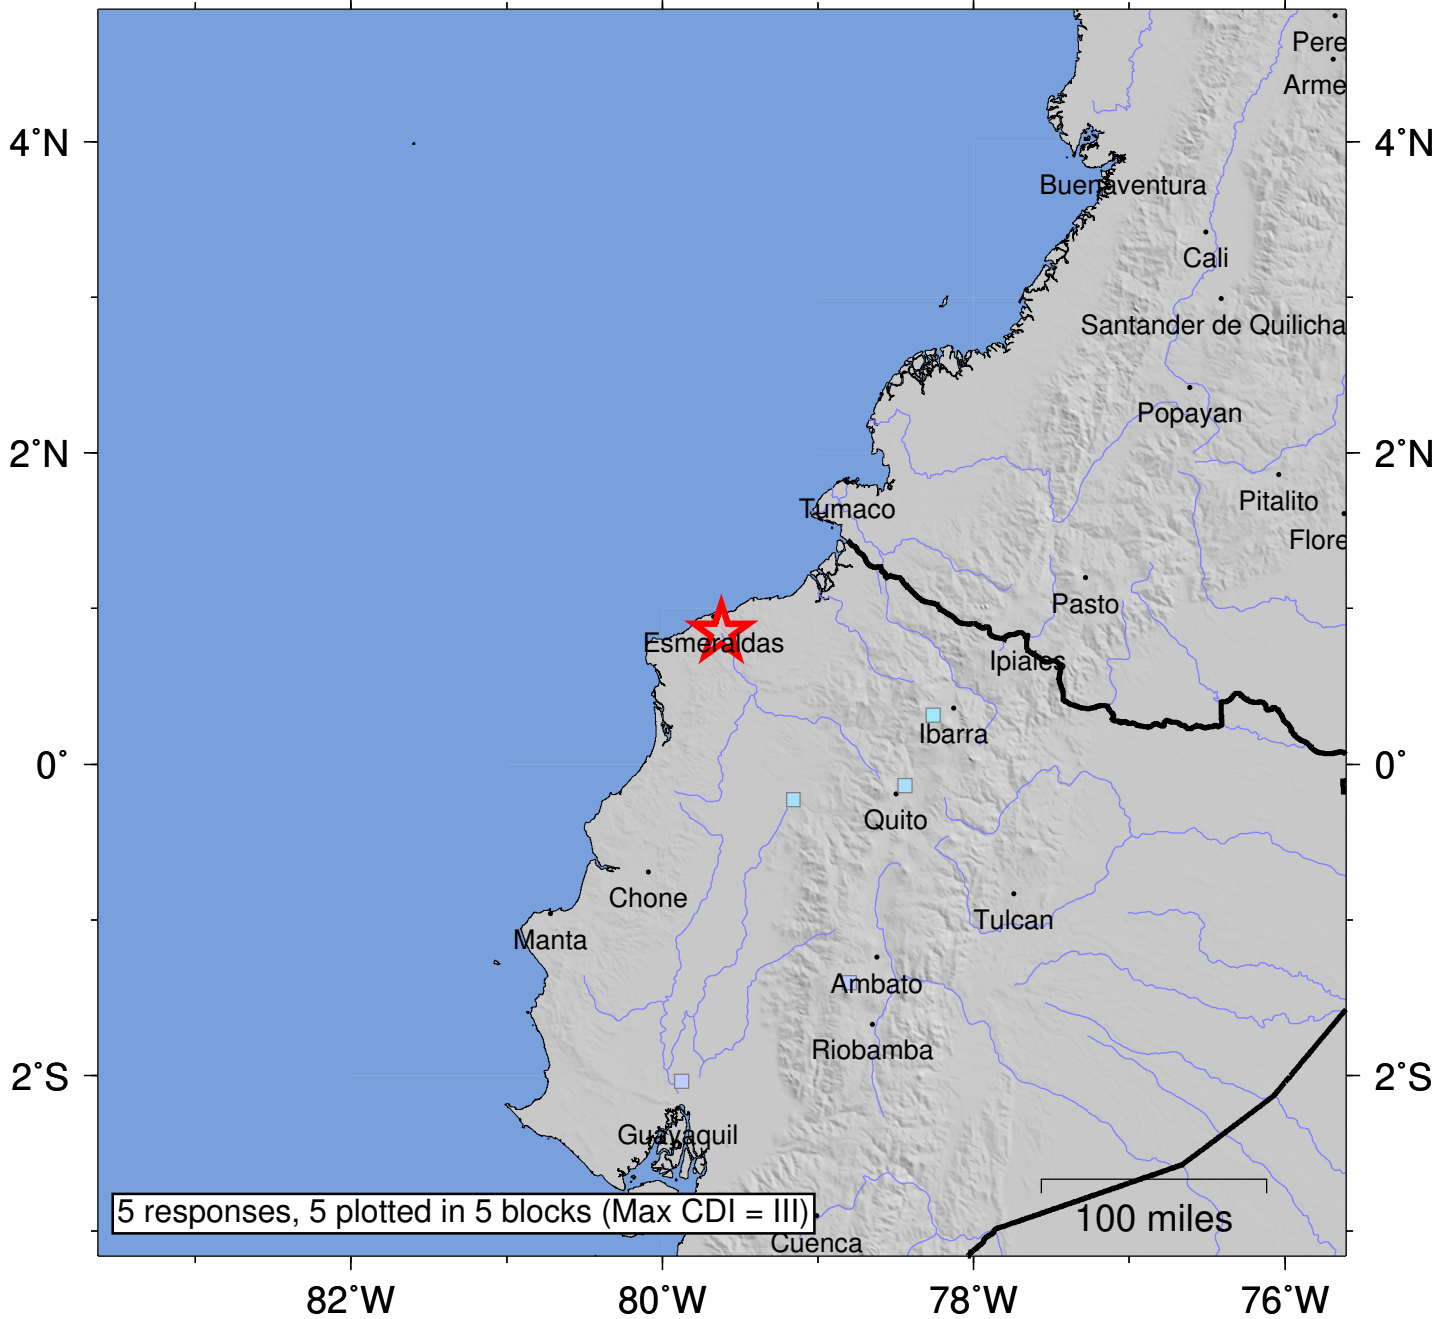 Pere
Arme
4°N
4°N
Buenaventura
Cali
Santander de Quilicha
Popayan
2°N
2°N
Pitalito
Tumaco
Flore
Pasto
Esmeraldas
Ipiales
Ibarra
0°
0°
Quito
Chone
Tulcan
Manta
Ambato
Riobamba
2°S
2°S
Guayaquil
5 responses, 5 plotted in 5 blocks (Max CDI = III)
100 miles
Cuenca
82°W
80°W
78°W
76°W